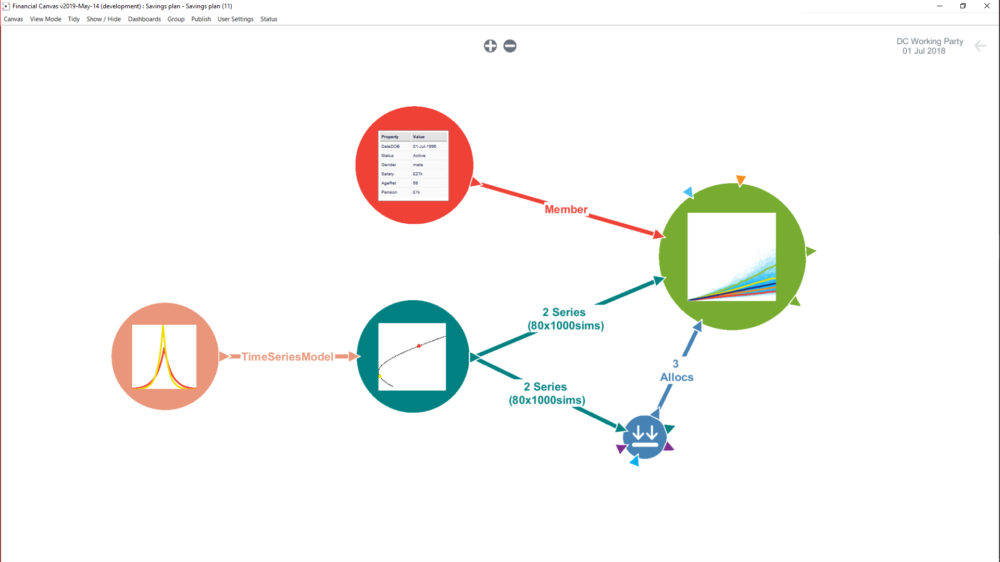 Financial Canvas v2019-May-14 (development) : Savings plan - Savings plan (11)
Canvas View Mode Tidy Show / Hide Dashboards Group Publish User Settings Status
DC Working Party
01 Jul 2018
Property Value
DateDOB 01-Jul-1996
Status Active
Gender male
Salary £27k
AgeRet 68
Pension £1k
Member
2 Series
(80x1000sims)
TimeSeriesModel
3
Allocs
2 Series
(80x1000sims)